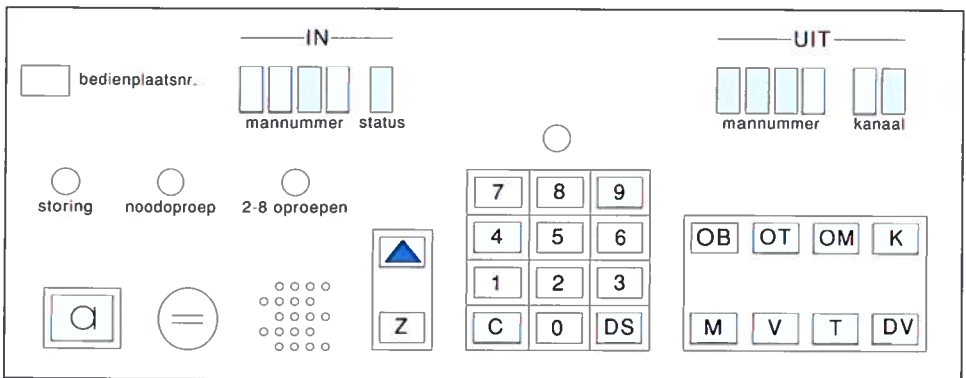 IN
UIT
bedienplaatsnr.
mannummer status
mannummer kanaal
storing noodoproep 2-8 oproepen
7 8 9
4 5 6
1 2 3
C 0 DS
OB OT OM K
a Z
M V T DV